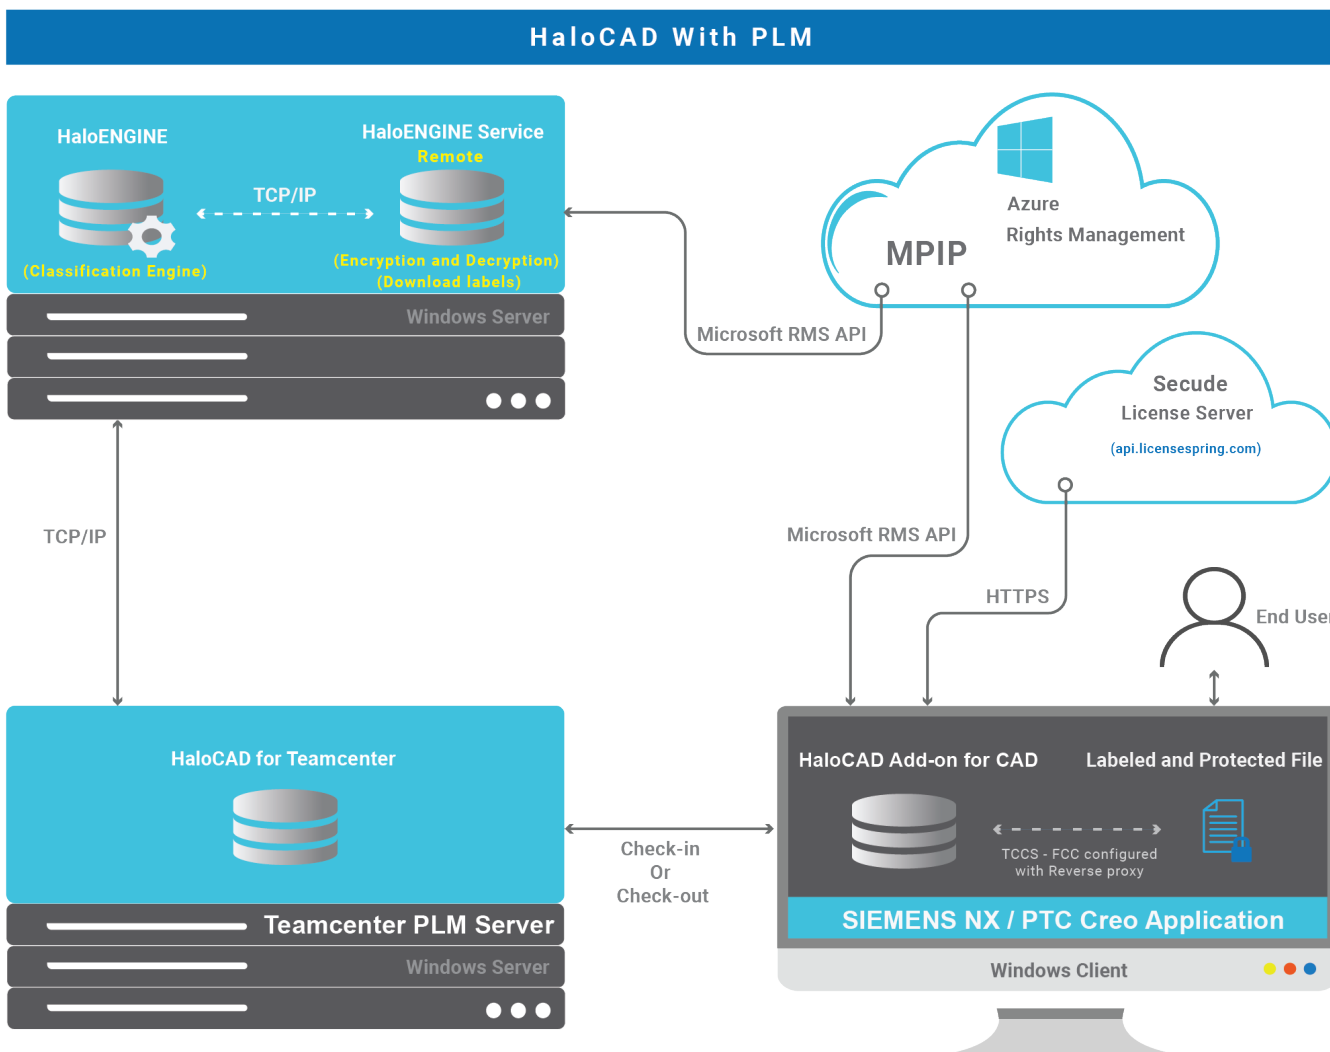 HaloCAD With PLM
HaloENGINE
HaloENGINE Service
Remote
TCP/IP
(Classification Engine)
(Encryption and Decryption)
(Download labels)
Windows Server
Azure
Rights Management
MPIP
Microsoft RMS API
Secude
License Server
(api.licensespring.com)
TCP/IP
Microsoft RMS API
HTTPS
End User
HaloCAD for Teamcenter
Teamcenter PLM Server
Windows Server
Check-in
Or
Check-out
HaloCAD Add-on for CAD
Labeled and Protected File
TCCS - FCC configured
with Reverse proxy
SIEMENS NX / PTC Creo Application
Windows Client